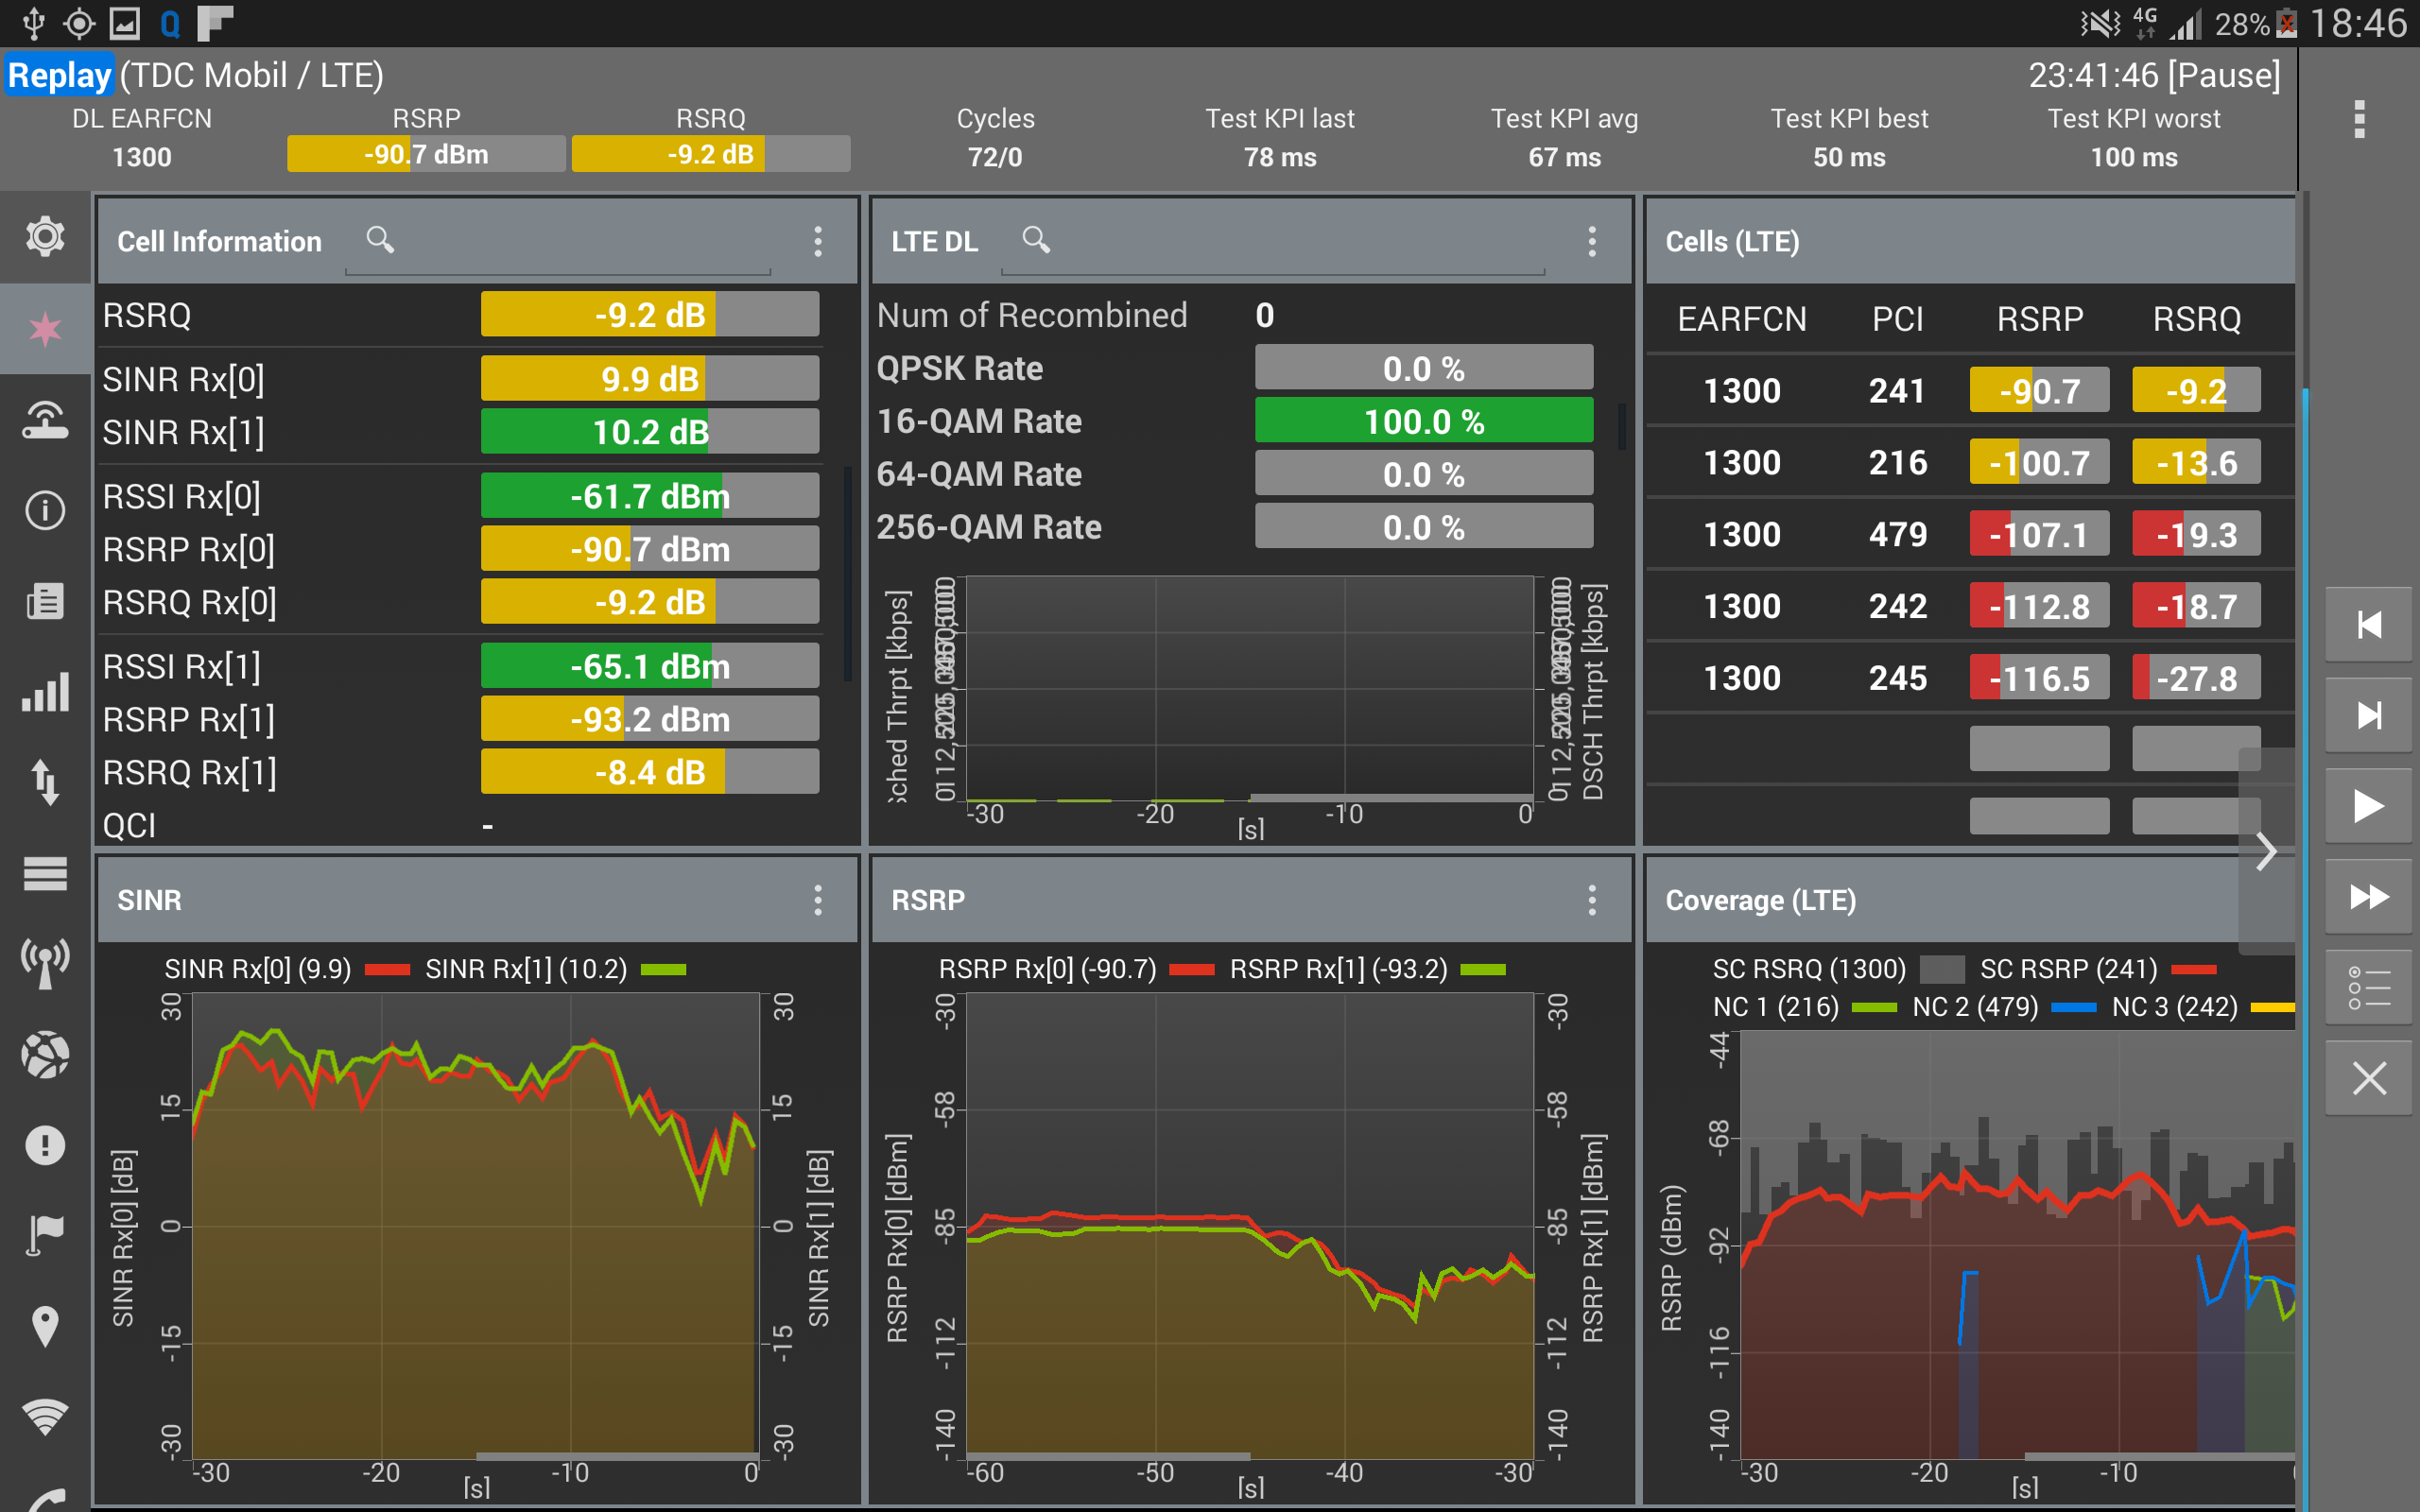 4G 28% 18:46
Replay (TDC Mobil / LTE) 23:41:46 [Pause]
DL EARFCN RSRP RSRQ Cycles Test KPI last Test KPI avg Test KPI best Test KPI worst
1300 -90.7 dBm -9.2 dB 72/0 78 ms 67 ms 50 ms 100 ms
Cell Information
RSRQ -9.2 dB
SINR Rx[0] 9.9 dB
SINR Rx[1] 10.2 dB
RSSI Rx[0] -61.7 dBm
RSRP Rx[0] -90.7 dBm
RSRQ Rx[0] -9.2 dB
RSSI Rx[1] -65.1 dBm
RSRP Rx[1] -93.2 dBm
RSRQ Rx[1] -8.4 dB
QCI -
LTE DL
Num of Recombined 0
QPSK Rate 0.0 %
16-QAM Rate 100.0 %
64-QAM Rate 0.0 %
256-QAM Rate 0.0 %
Sched Thrpt [kbps]
DSCH Thrpt [kbps]
-30 -20 -10 0
[s]
Cells (LTE)
EARFCN PCI RSRP RSRQ
1300 241 -90.7 -9.2
1300 216 -100.7 -13.6
1300 479 -107.1 -19.3
1300 242 -112.8 -18.7
1300 245 -116.5 -27.8
SINR
SINR Rx[0] (9.9) SINR Rx[1] (10.2)
30 30
15 15
0 0
-15 -15
-30 -30
SINR Rx[0] [dB]
SINR Rx[1] [dB]
-30 -20 -10 0
[s]
RSRP
RSRP Rx[0] (-90.7) RSRP Rx[1] (-93.2)
-30 -30
-58 -58
-85 -85
-112 -112
-140 -140
RSRP Rx[0] [dBm]
RSRP Rx[1] [dBm]
-60 -50 -40 -30
[s]
Coverage (LTE)
SC RSRQ (1300) SC RSRP (241)
NC 1 (216) NC 2 (479) NC 3 (242)
-44
-68
-92
-116
-140
RSRP (dBm)
-30 -20 -10
[s]